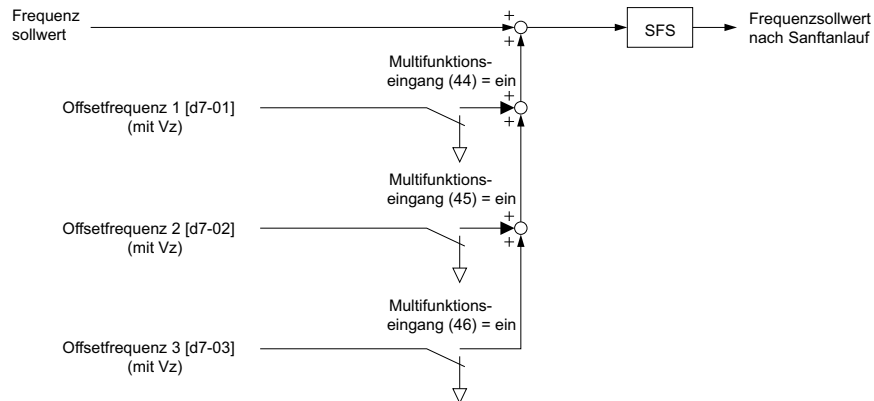 Frequenz
sollwert
+
+
SFS
Frequenzsollwert
nach Sanftanlauf
Multifunktions-
eingang (44) = ein
Offsetfrequenz 1 [d7-01]
(mit Vz)
+
+
Multifunktions-
eingang (45) = ein
Offsetfrequenz 2 [d7-02]
(mit Vz)
+
+
Multifunktions-
eingang (46) = ein
Offsetfrequenz 3 [d7-03]
(mit Vz)